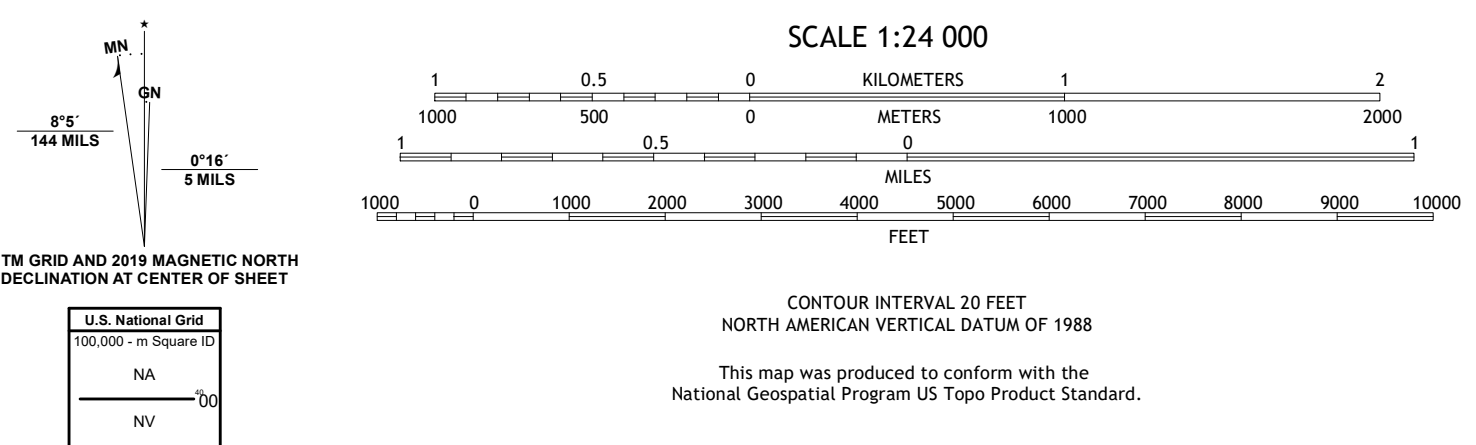 ★
MN
GN
8°5´
144 MILS
0°16´
5 MILS
TM GRID AND 2019 MAGNETIC NORTH
DECLINATION AT CENTER OF SHEET
U.S. National Grid
100,000 - m Square ID
NA
40 00
NV
SCALE 1:24 000
1 0.5 0 KILOMETERS 1 2
1000 500 0 METERS 1000 2000
1 0.5 0 1
MILES
1000 0 1000 2000 3000 4000 5000 6000 7000 8000 9000 10000
FEET
CONTOUR INTERVAL 20 FEET
NORTH AMERICAN VERTICAL DATUM OF 1988
This map was produced to conform with the
National Geospatial Program US Topo Product Standard.